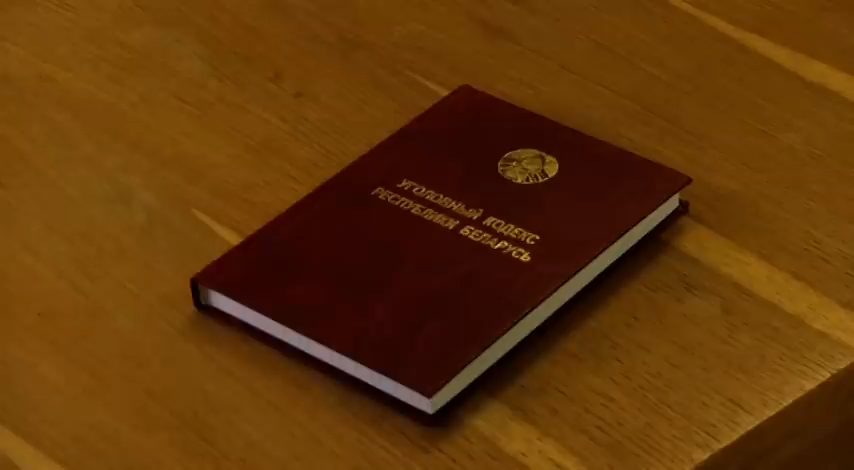 УГОЛОВНЫЙ КОДЕКС
РЕСПУБЛИКИ БЕЛАРУСЬ